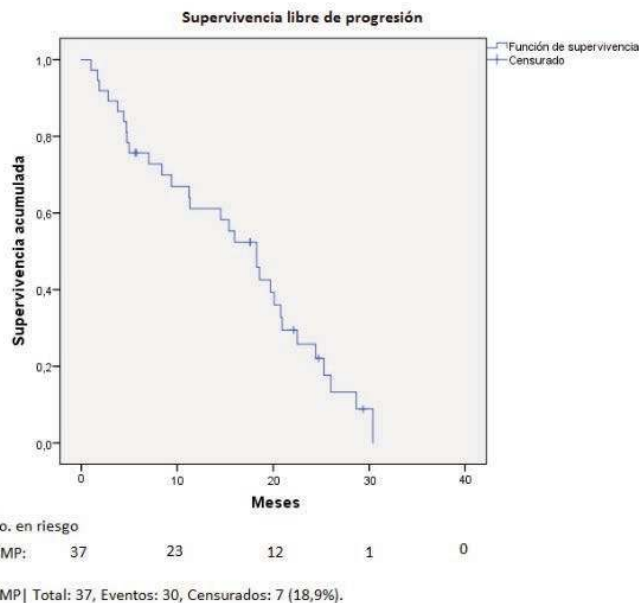 Supervivencia libre de progresión
Función de supervivencia
Censurado
1,0
0,8
0,6
0,4
0,2
0,0
Supervivencia acumulada
0 10 20 30 40
Meses
o. en riesgo
MP: 37 23 12 1 0
MP| Total: 37, Eventos: 30, Censurados: 7 (18,9%).